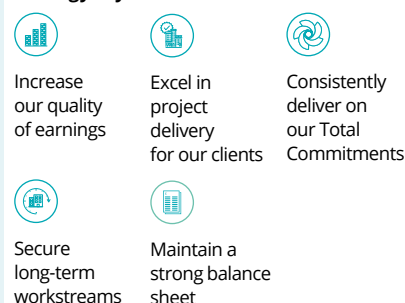 Increase
our quality
of earnings
Excel in
project
delivery
for our clients
Consistently
deliver on
our Total
Commitments
Secure
long-term
workstreams
Maintain a
strong balance
sheet